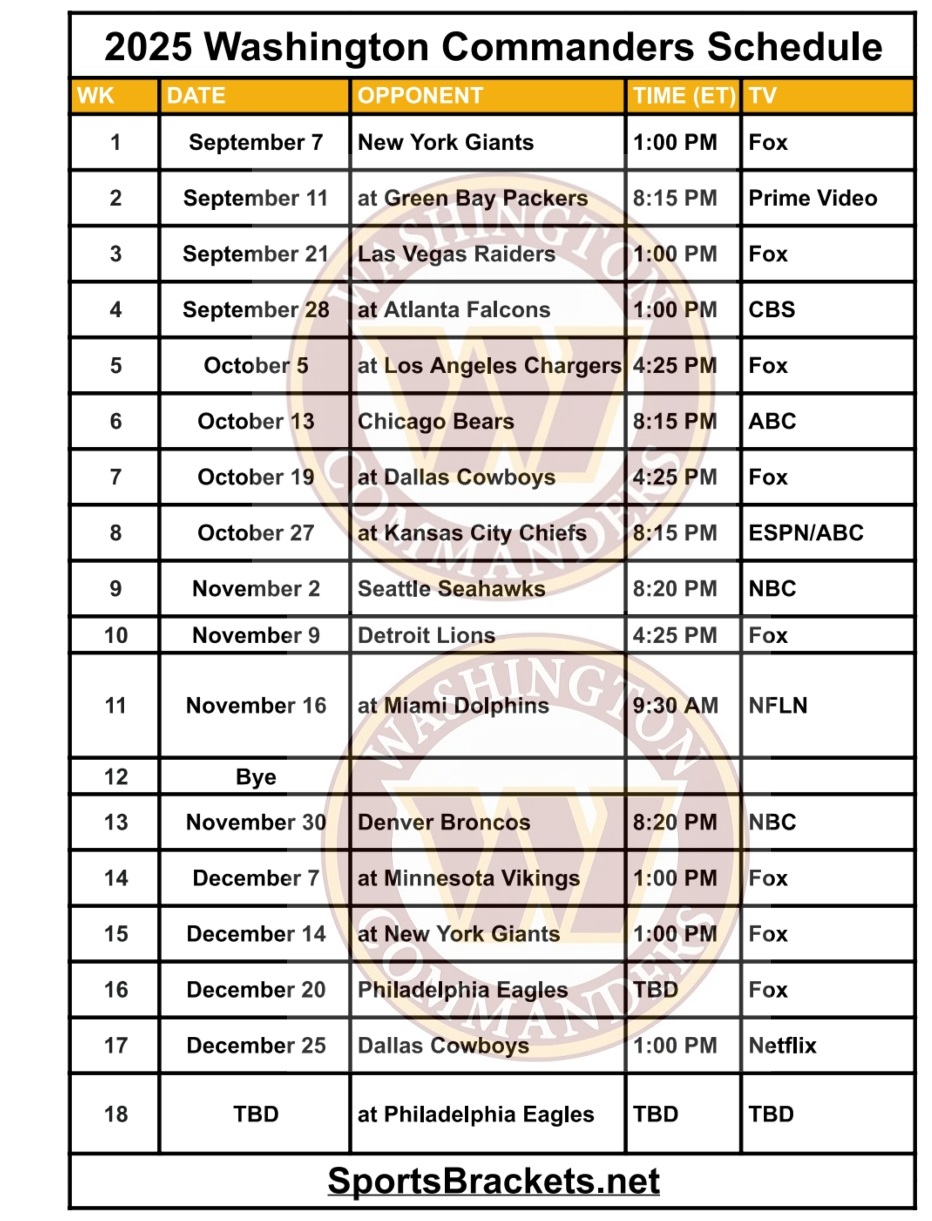 2025 Washington Commanders Schedule
WK DATE OPPONENT TIME (ET) TV
1 September 7 New York Giants 1:00 PM Fox
2 September 11 at Green Bay Packers 8:15 PM Prime Video
3 September 21 Las Vegas Raiders 1:00 PM Fox
4 September 28 at Atlanta Falcons 1:00 PM CBS
5 October 5 at Los Angeles Chargers 4:25 PM Fox
6 October 13 Chicago Bears 8:15 PM ABC
7 October 19 at Dallas Cowboys 4:25 PM Fox
8 October 27 at Kansas City Chiefs 8:15 PM ESPN/ABC
9 November 2 Seattle Seahawks 8:20 PM NBC
10 November 9 Detroit Lions 4:25 PM Fox
11 November 16 at Miami Dolphins 9:30 AM NFLN
12 Bye
13 November 30 Denver Broncos 8:20 PM NBC
14 December 7 at Minnesota Vikings 1:00 PM Fox
15 December 14 at New York Giants 1:00 PM Fox
16 December 20 Philadelphia Eagles TBD Fox
17 December 25 Dallas Cowboys 1:00 PM Netflix
18 TBD at Philadelphia Eagles TBD TBD
SportsBrackets.net
WASHINGTON
W
COMMANDERS
WASHINGTON
W
COMMANDERS